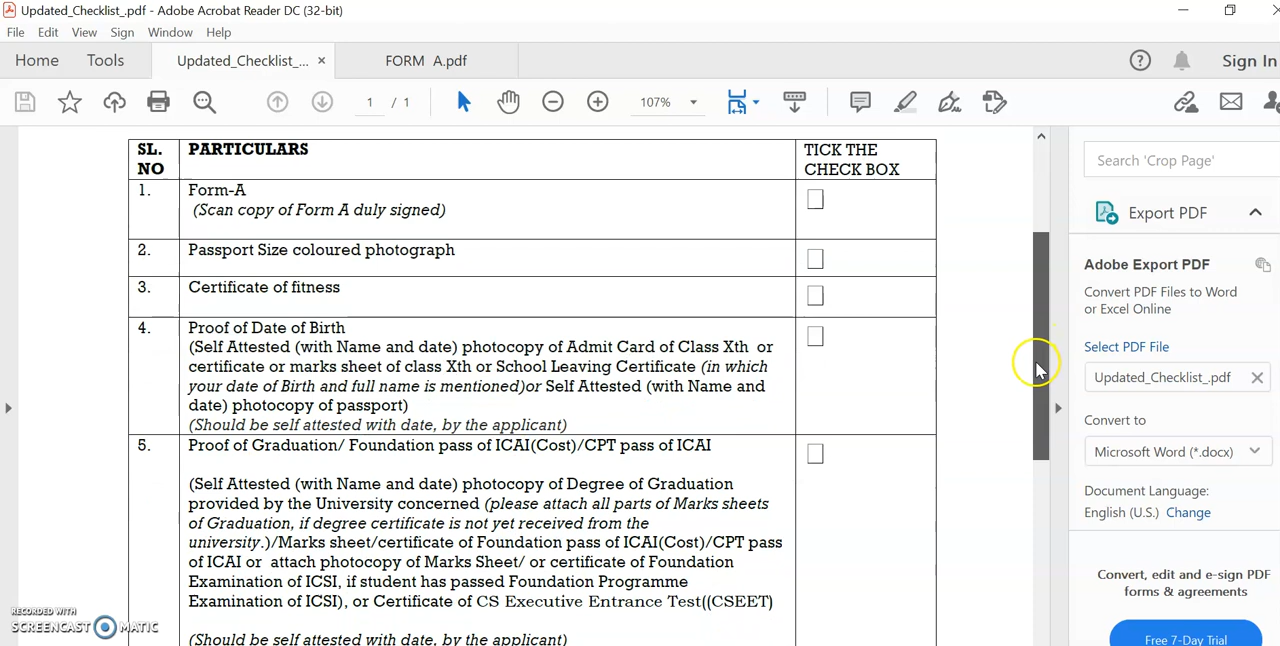 Updated_Checklist_.pdf - Adobe Acrobat Reader DC (32-bit)
File Edit View Sign Window Help
Home Tools Updated_Checklist_... × FORM A.pdf Sign In
1 / 1 107%
SL. NO PARTICULARS TICK THE CHECK BOX
1. Form-A
(Scan copy of Form A duly signed)
2. Passport Size coloured photograph
3. Certificate of fitness
4. Proof of Date of Birth
(Self Attested (with Name and date) photocopy of Admit Card of Class Xth or
certificate or marks sheet of class Xth or School Leaving Certificate (in which
your date of Birth and full name is mentioned)or Self Attested (with Name and
date) photocopy of passport)
(Should be self attested with date, by the applicant)
5. Proof of Graduation/ Foundation pass of ICAI(Cost)/CPT pass of ICAI
(Self Attested (with Name and date) photocopy of Degree of Graduation
provided by the University concerned (please attach all parts of Marks sheets
of Graduation, if degree certificate is not yet received from the
university.)/Marks sheet/certificate of Foundation pass of ICAI(Cost)/CPT pass
of ICAI or attach photocopy of Marks Sheet/ or certificate of Foundation
Examination of ICSI, if student has passed Foundation Programme
Examination of ICSI), or Certificate of CS Executive Entrance Test((CSEET)
(Should be self attested with date, by the applicant)
Search 'Crop Page'
Export PDF
Adobe Export PDF
Convert PDF Files to Word
or Excel Online
Select PDF File
Updated_Checklist_.pdf
Convert to
Microsoft Word (*.docx)
Document Language:
English (U.S.) Change
Convert, edit and e-sign PDF
forms & agreements
Free 7-Day Trial
RECORDED WITH
SCREENCAST MATIC